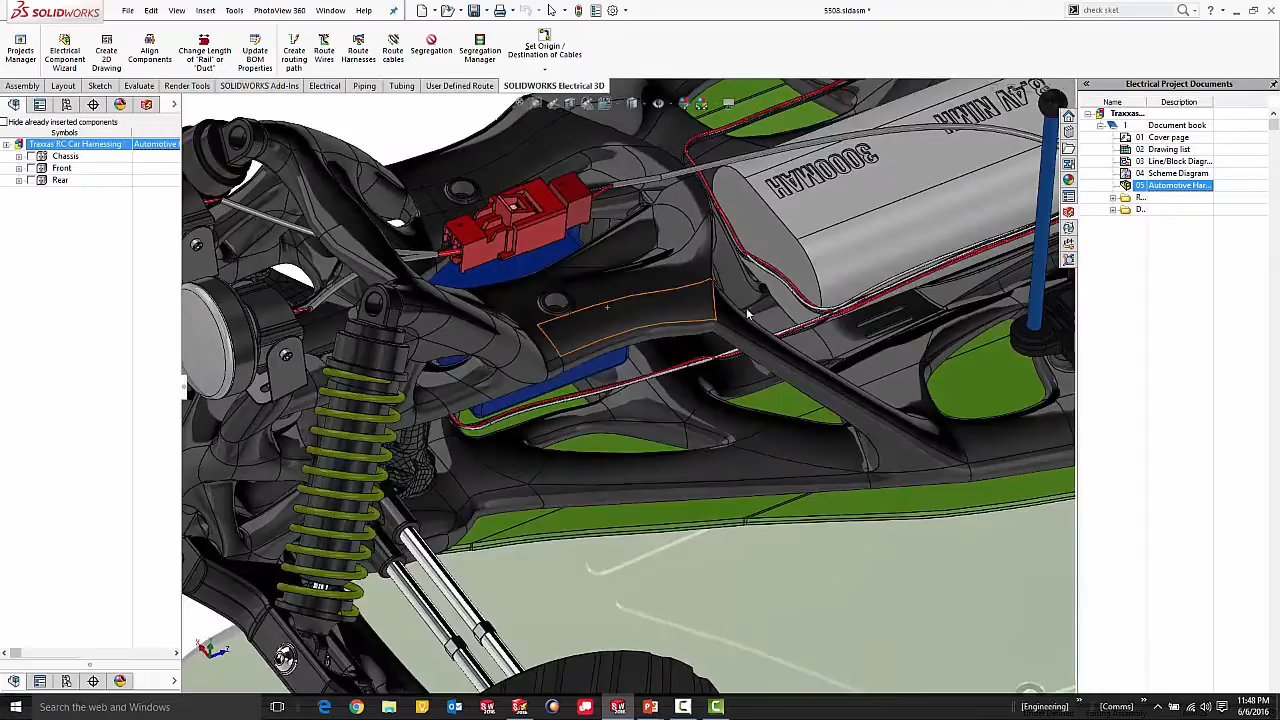 SOLIDWORKS
File Edit View Insert Tools PhotoView 360 Window Help
5508.sldasm *
check sket
Projects Manager
Electrical Component Wizard
Create 2D Drawing
Align Components
Change Length of "Rail" or "Duct"
Update BOM Properties
Create routing path
Route Wires
Route Harnesses
Route cables
Segregation
Segregation Manager
Set Origin / Destination of Cables
Assembly Layout Sketch Evaluate Render Tools SOLIDWORKS Add-Ins Electrical Piping Tubing User Defined Route SOLIDWORKS Electrical 3D
Hide already inserted components
Symbols
Traxxas RC Car Harnessing Automotive
Chassis
Front
Rear
3000MAH
8.4V NIMH
Electrical Project Documents
Name Description
Traxxas...
1 Document book
01 Cover page
02 Drawing list
03 Line/Block Diagr...
04 Scheme Diagram
05 Automotive Har...
R...
D..
Search the web and Windows
[Engineering]
[Comms]
11:48 PM
6/6/2016